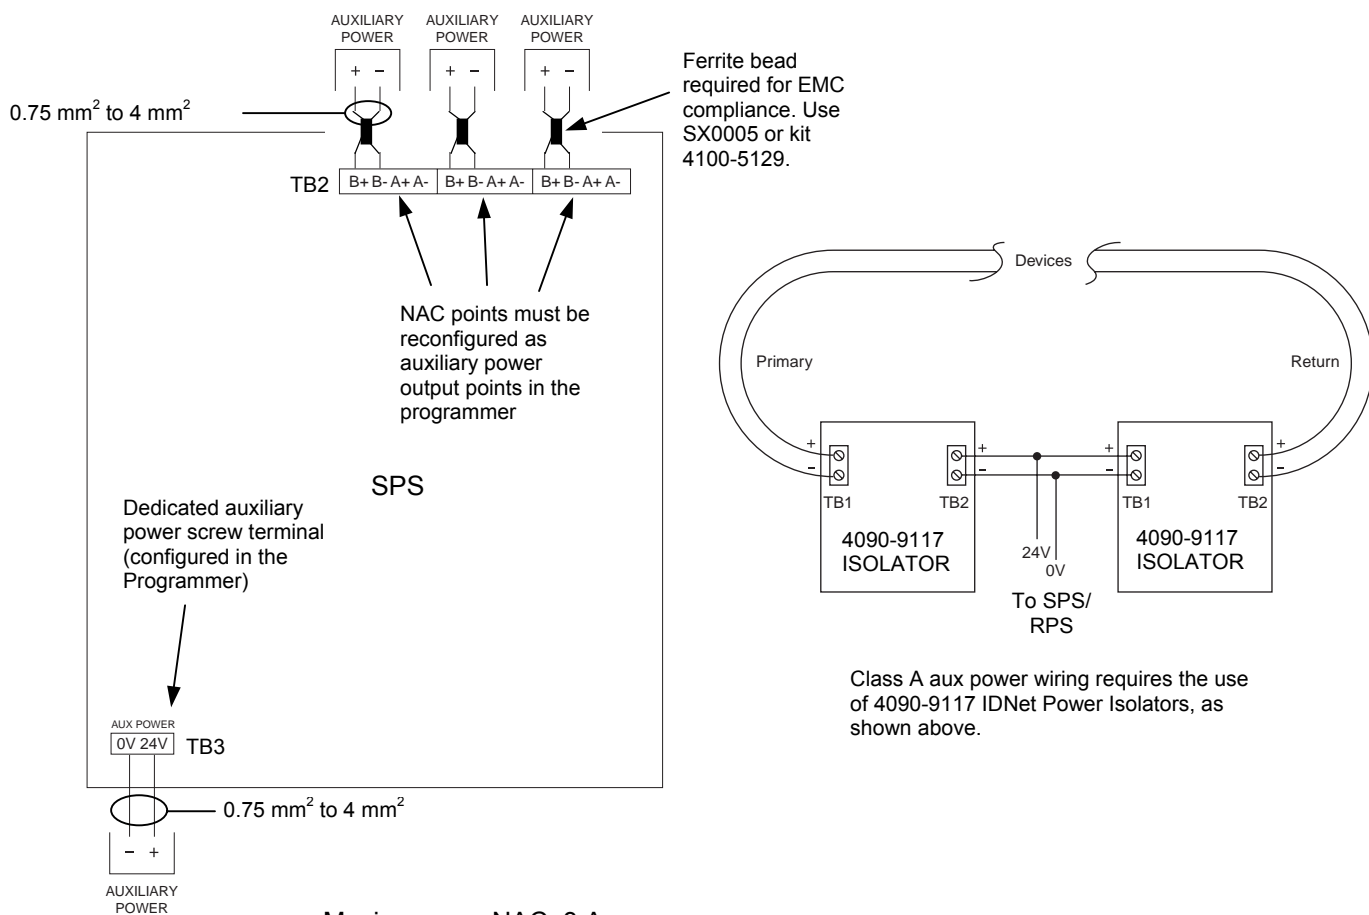 AUXILIARY
POWER
AUXILIARY
POWER
AUXILIARY
POWER
+ −
+ −
+ −
0.75 mm² to 4 mm²
Ferrite bead
required for EMC
compliance. Use
SX0005 or kit
4100-5129.
TB2
B+ B- A+ A-
B+ B- A+ A-
B+ B- A+ A-
NAC points must be
reconfigured as
auxiliary power
output points in the
programmer
SPS
Dedicated auxiliary
power screw terminal
(configured in the
Programmer)
AUX POWER
0V 24V
TB3
0.75 mm² to 4 mm²
− +
AUXILIARY
POWER
Devices
Primary
Return
+
−
TB1
+
−
TB2
4090-9117
ISOLATOR
24V
0V
To SPS/
RPS
+
−
TB1
+
−
TB2
4090-9117
ISOLATOR
Class A aux power wiring requires the use
of 4090-9117 IDNet Power Isolators, as
shown above.